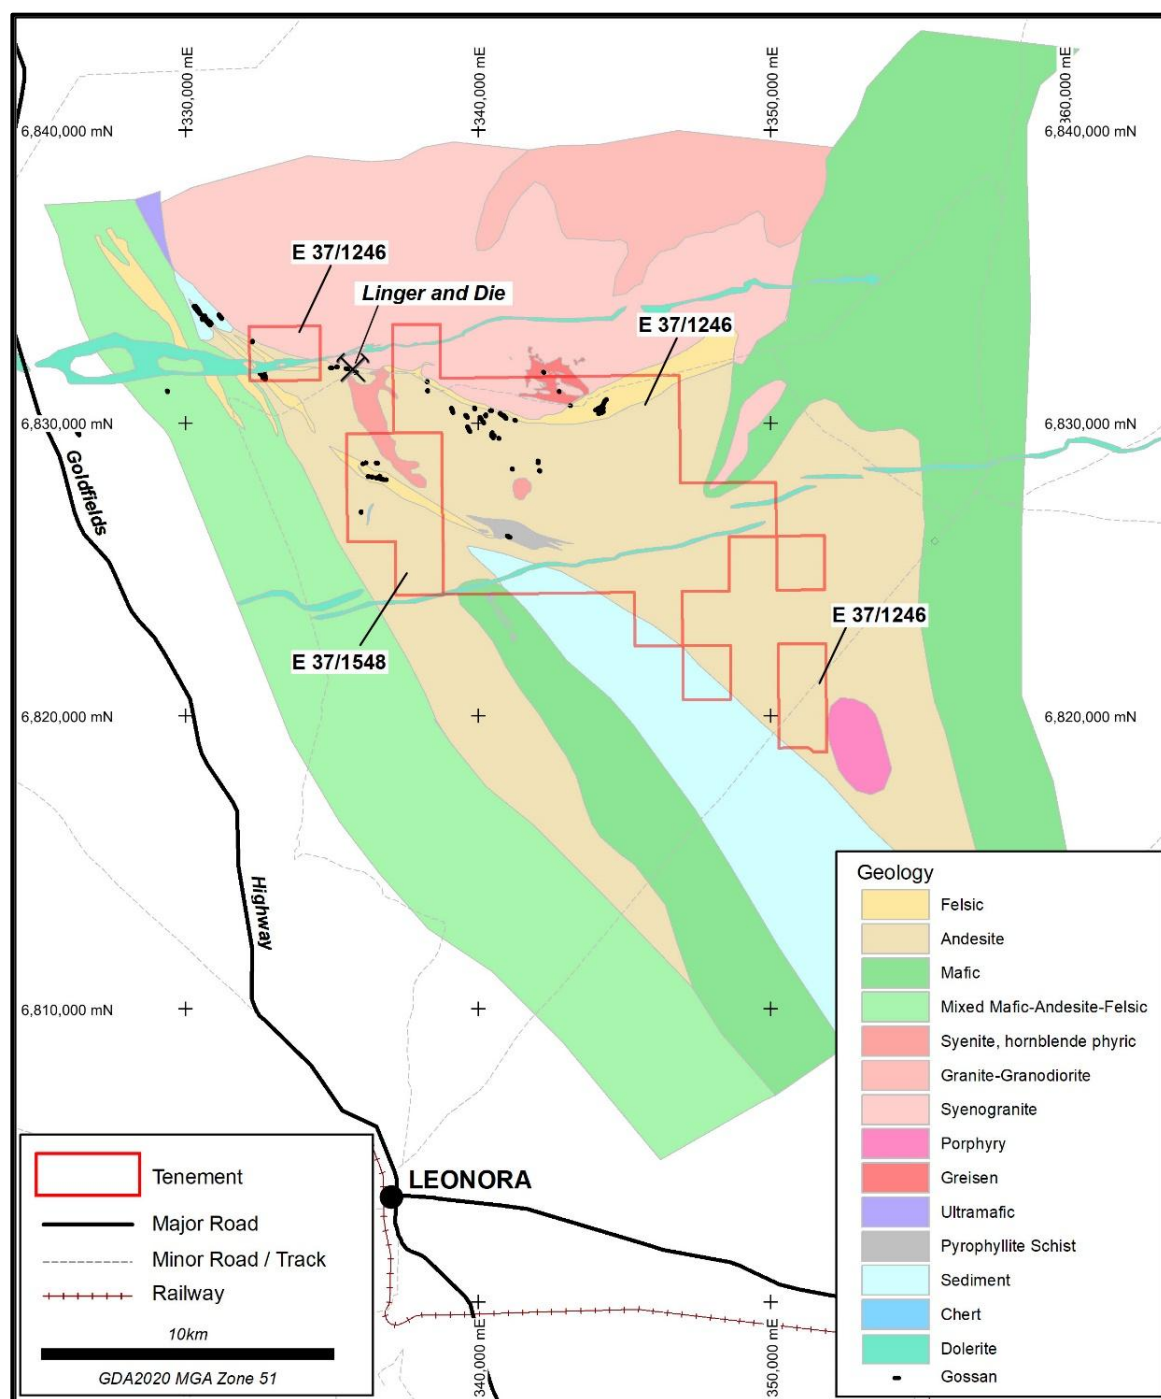 330,000 mE
340,000 mE
350,000 mE
360,000 mE
6,840,000 mN
6,840,000 mN
E 37/1246
Linger and Die
E 37/1246
6,830,000 mN
6,830,000 mN
Goldfields
E 37/1246
E 37/1548
6,820,000 mN
6,820,000 mN
Highway
6,810,000 mN
LEONORA
Tenement
Major Road
Minor Road / Track
Railway
10km
GDA2020 MGA Zone 51
340,000 mE
350,000 mE
Geology
Felsic
Andesite
Mafic
Mixed Mafic-Andesite-Felsic
Syenite, hornblende phyric
Granite-Granodiorite
Syenogranite
Porphyry
Greisen
Ultramafic
Pyrophyllite Schist
Sediment
Chert
Dolerite
Gossan